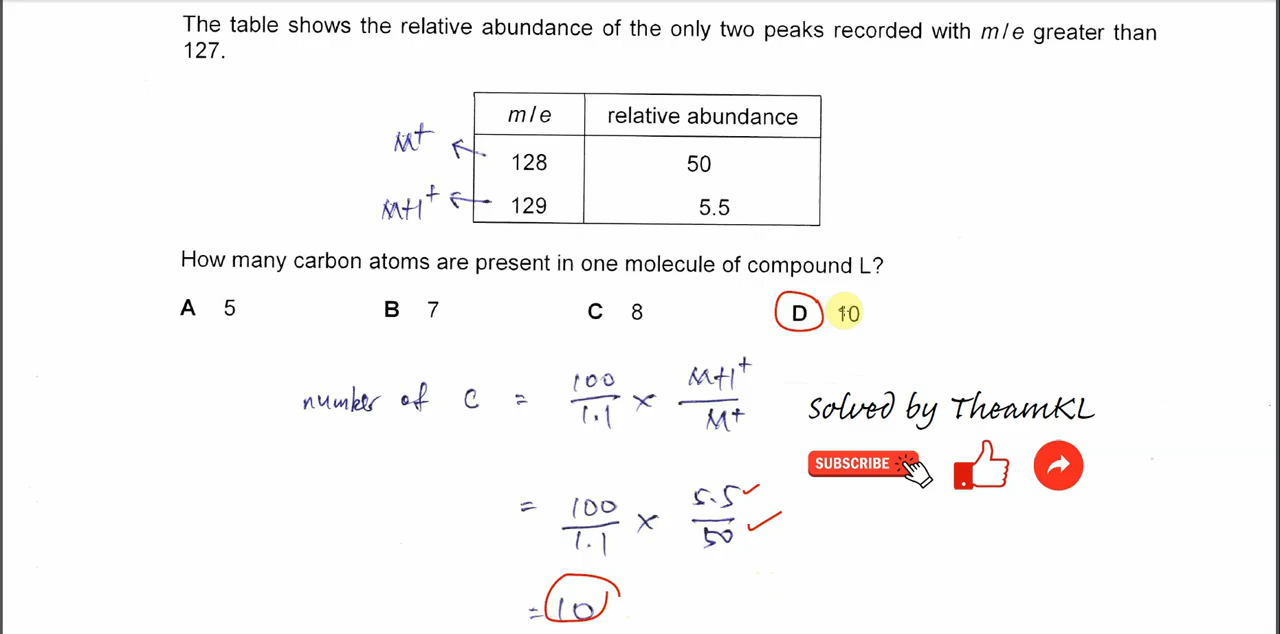 The table shows the relative abundance of the only two peaks recorded with m/e greater than
127.
m/e relative abundance
M+
128 50
M+1+
129 5.5
How many carbon atoms are present in one molecule of compound L?
A 5 B 7 C 8 D 10
number of C = 100/1.1 × M+1+/M+
solved by TheamKL
SUBSCRIBE
= 100/1.1 × 5.5/50
= 10